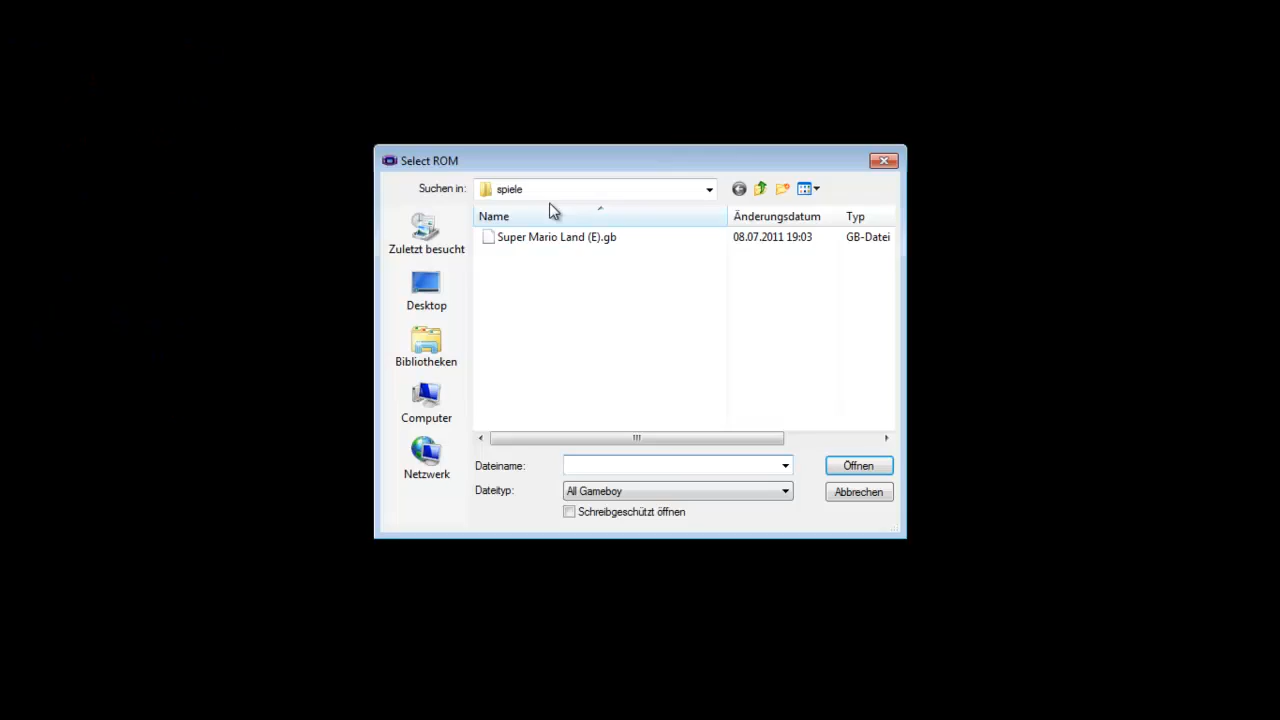 Select ROM
Suchen in: spiele
Name Änderungsdatum Typ
Super Mario Land (E).gb 08.07.2011 19:03 GB-Datei
Zuletzt besucht
Desktop
Bibliotheken
Computer
Netzwerk
Dateiname: Öffnen
Dateityp: All Gameboy Abbrechen
Schreibgeschützt öffnen